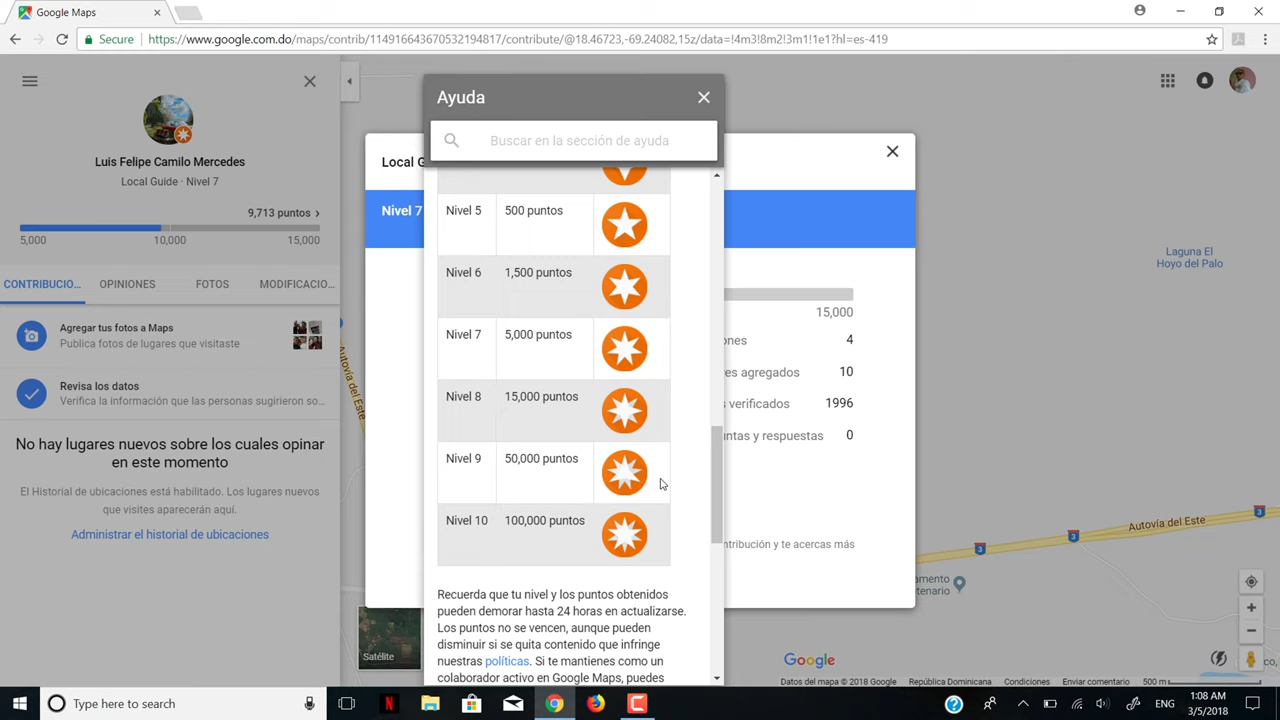 Google Maps
Secure
https://www.google.com.do/maps/contrib/114916643670532194817/contribute/@18.46723,-69.24082,15z/data=!4m3!8m2!3m1!1e1?hl=es-419
Luis Felipe Camilo Mercedes
Local Guide · Nivel 7
9,713 puntos ›
5,000
10,000
15,000
CONTRIBUCIO...
OPINIONES
FOTOS
MODIFICACIO...
Agregar tus fotos a Maps
Publica fotos de lugares que visitaste
Revisa los datos
Verifica la información que las personas sugirieron so...
No hay lugares nuevos sobre los cuales opinar
en este momento
El Historial de ubicaciones está habilitado. Los lugares
nuevos que visites aparecerán aquí.
Administrar el historial de ubicaciones
Local G
Nivel 7
Ayuda
Buscar en la sección de ayuda
Nivel 5 500 puntos
Nivel 6 1,500 puntos
Nivel 7 5,000 puntos
Nivel 8 15,000 puntos
Nivel 9 50,000 puntos
Nivel 10 100,000 puntos
Recuerda que tu nivel y los puntos obtenidos
pueden demorar hasta 24 horas en actualizarse.
Los puntos no se vencen, aunque pueden
disminuir si se quita contenido que infringe
nuestras políticas. Si te mantienes como un
colaborador activo en Google Maps, puedes
15,000
nes 4
es agregados 10
s verificados 1996
ntas y respuestas 0
ntribución y te acercas más
Laguna El
Hoyo del Palo
Autovía del Este
3
3
3
Autovía del Este
amento
tenario
Satélite
Google
Datos del mapa © 2018 Google República Dominicana Condiciones Enviar comentario 500 m
Type here to search
ENG
1:08 AM
3/5/2018